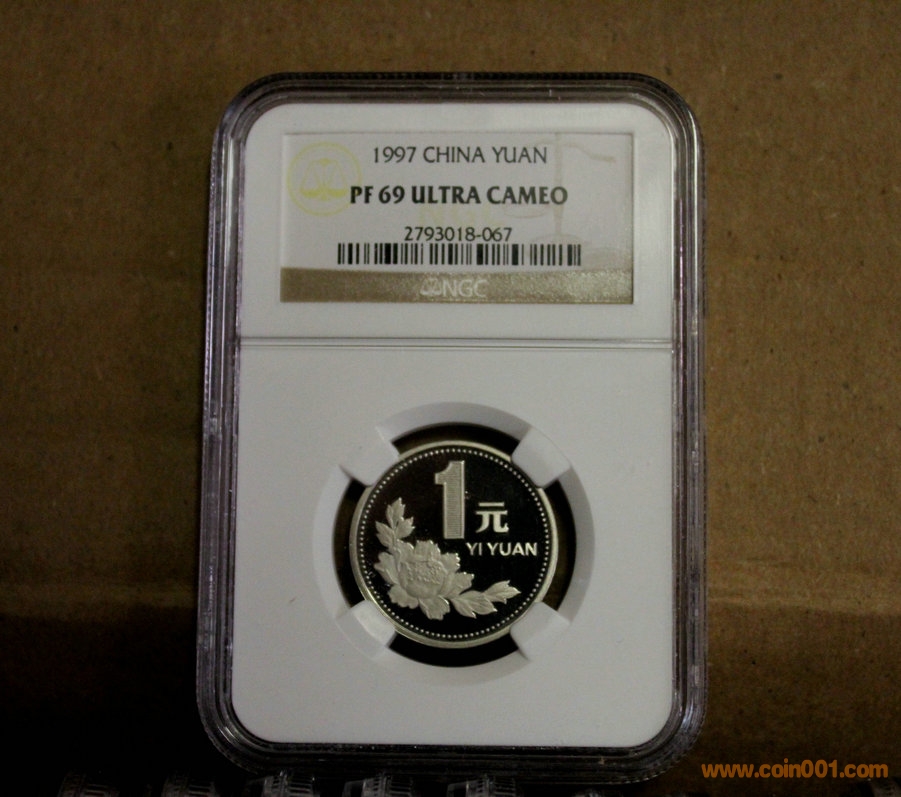 1997 CHINA YUAN
PF 69 ULTRA CAMEO
2793018-067
NGC
1元
YI YUAN
www.coin001.com